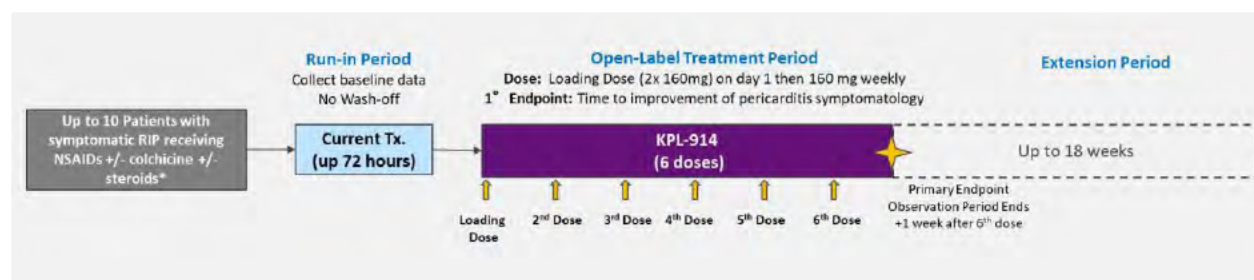 Run-in Period
Collect baseline data
No Wash-off
Open-Label Treatment Period
Dose: Loading Dose (2x 160mg) on day 1 then 160 mg weekly
1° Endpoint: Time to improvement of pericarditis symptomatology
Extension Period
Up to 10 Patients with
symptomatic RIP receiving
NSAIDs +/- colchicine +/-
steroids*
Current Tx.
(up 72 hours)
KPL-914
(6 doses)
Up to 18 weeks
Loading
Dose
2nd Dose
3rd Dose
4th Dose
5th Dose
6th Dose
Primary Endpoint
Observation Period Ends
+1 week after 6th dose